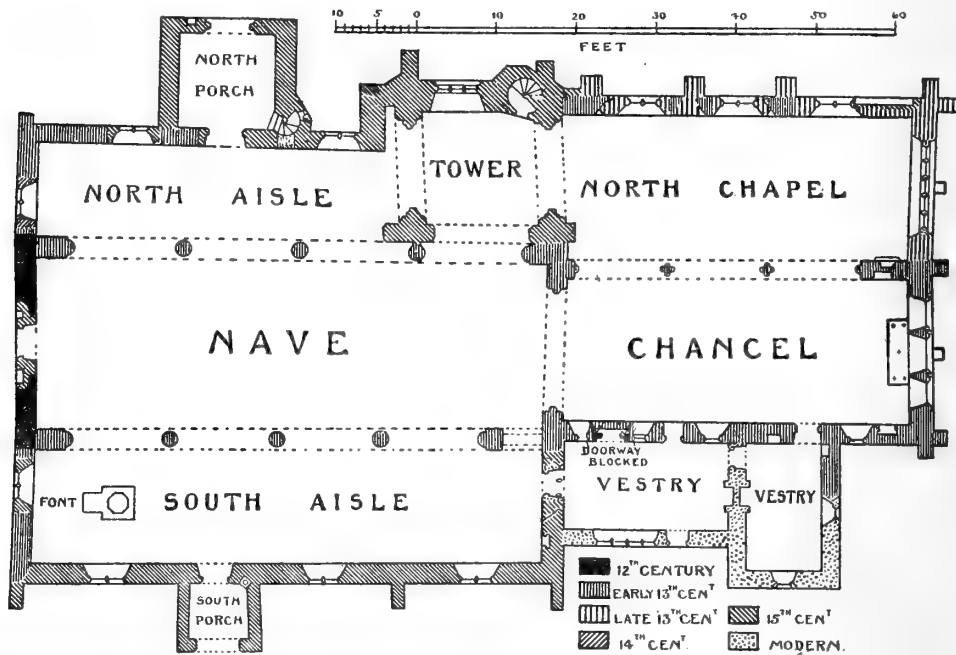 10 5 0 10 20 30 40 50 60
FEET
NORTH
PORCH
TOWER
NORTH AISLE
NORTH CHAPEL
NAVE
CHANCEL
DOORWAY
BLOCKED
FONT
SOUTH AISLE
VESTRY
VESTRY
SOUTH
PORCH
12TH CENTURY
EARLY 13TH CENT
LATE 13TH CENT
14TH CENT.
15TH CENT
MODERN.